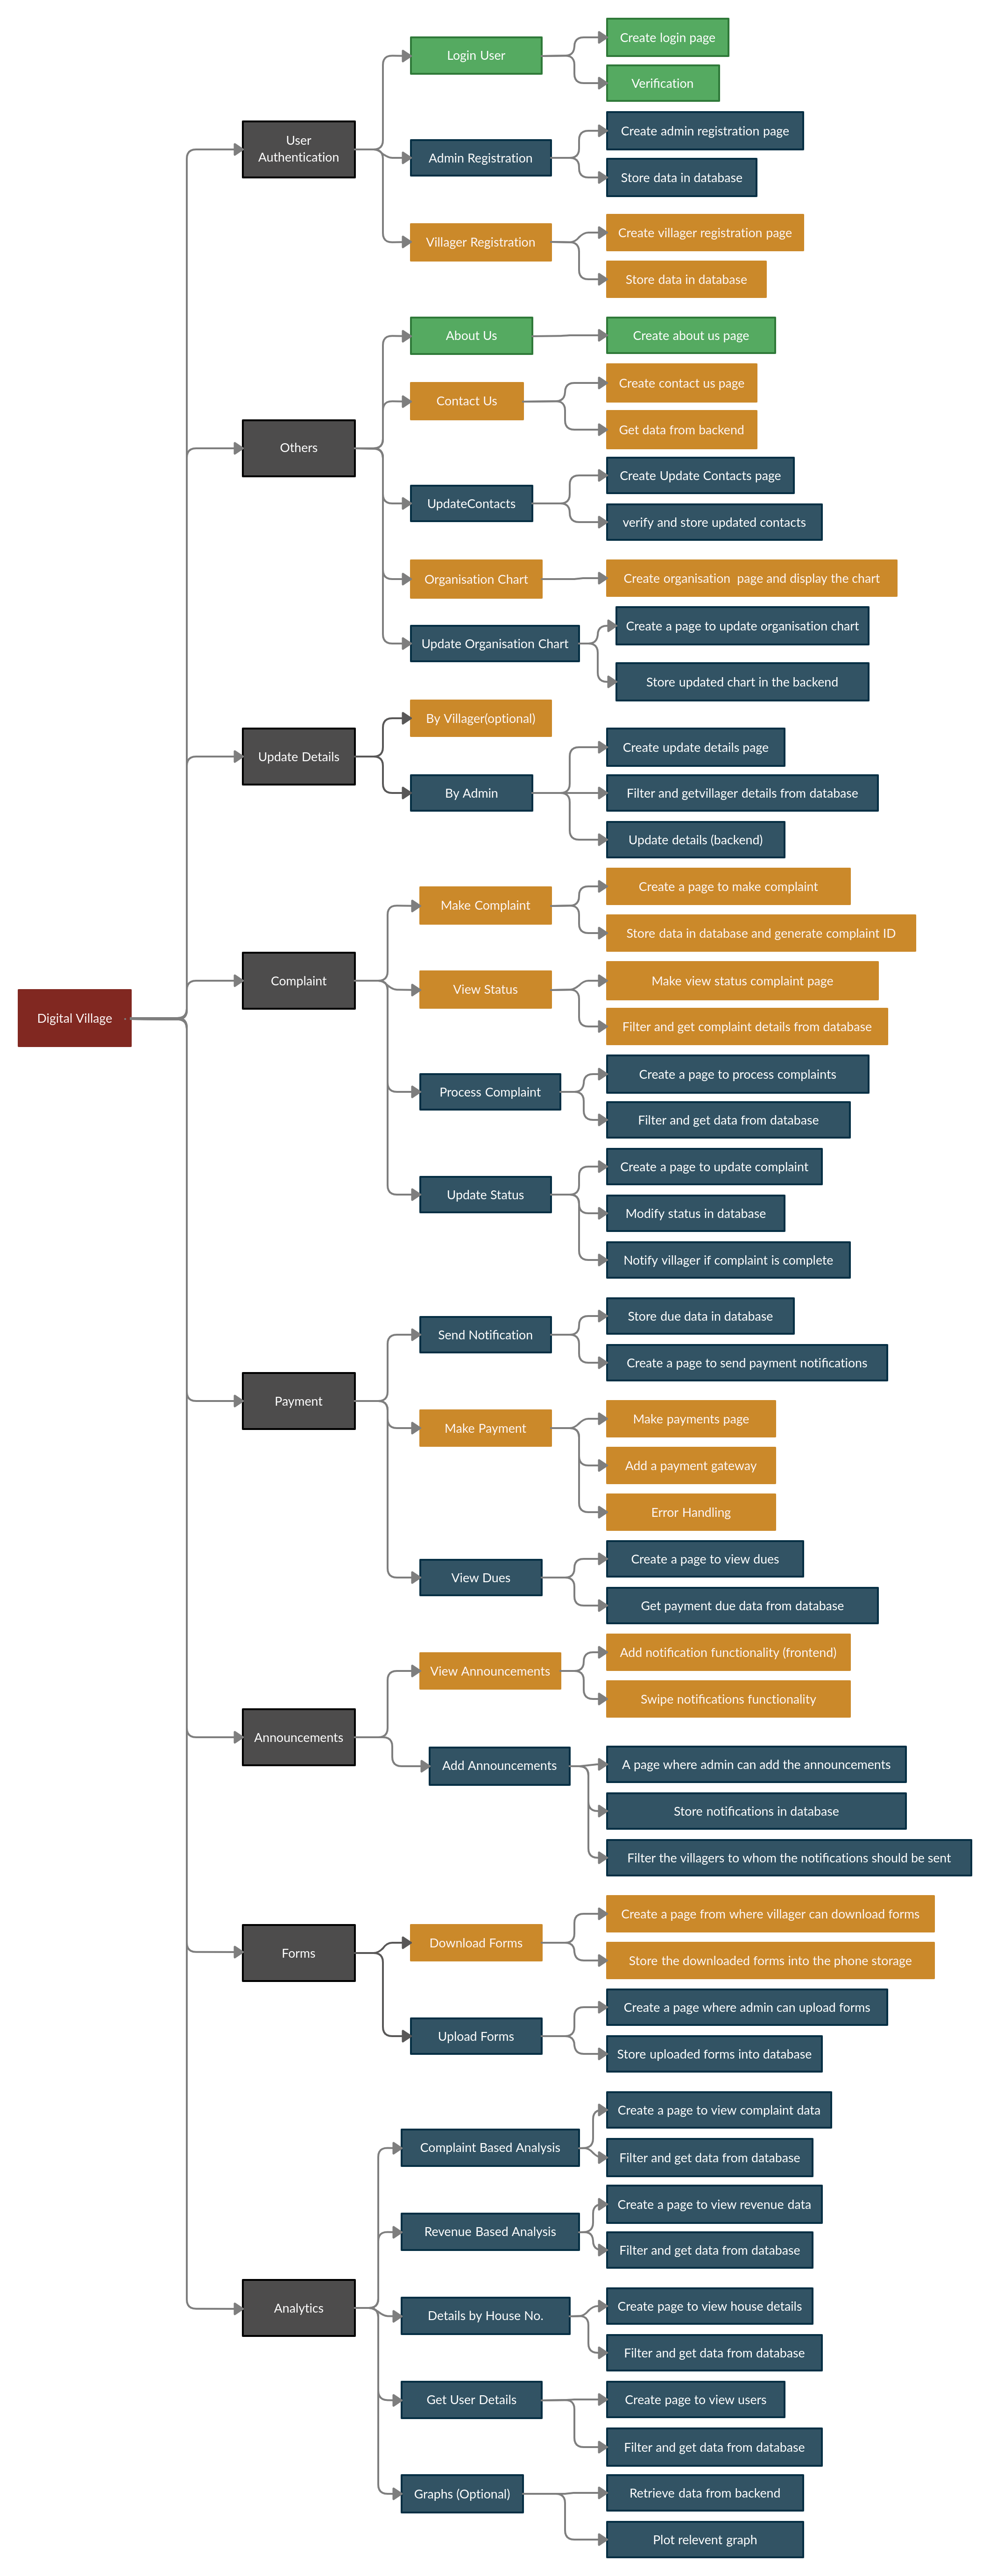 Digital Village
User
Authentication
Login User
Create login page
Verification
Admin Registration
Create admin registration page
Store data in database
Villager Registration
Create villager registration page
Store data in database
Others
About Us
Create about us page
Contact Us
Create contact us page
Get data from backend
UpdateContacts
Create Update Contacts page
verify and store updated contacts
Organisation Chart
Create organisation  page and display the chart
Update Organisation Chart
Create a page to update organisation chart
Store updated chart in the backend
Update Details
By Villager(optional)
By Admin
Create update details page
Filter and getvillager details from database
Update details (backend)
Complaint
Make Complaint
Create a page to make complaint
Store data in database and generate complaint ID
View Status
Make view status complaint page
Filter and get complaint details from database
Process Complaint
Create a page to process complaints
Filter and get data from database
Update Status
Create a page to update complaint
Modify status in database
Notify villager if complaint is complete
Payment
Send Notification
Store due data in database
Create a page to send payment notifications
Make Payment
Make payments page
Add a payment gateway
Error Handling
View Dues
Create a page to view dues
Get payment due data from database
Announcements
View Announcements
Add notification functionality (frontend)
Swipe notifications functionality
Add Announcements
A page where admin can add the announcements
Store notifications in database
Filter the villagers to whom the notifications should be sent
Forms
Download Forms
Create a page from where villager can download forms
Store the downloaded forms into the phone storage
Upload Forms
Create a page where admin can upload forms
Store uploaded forms into database
Analytics
Complaint Based Analysis
Create a page to view complaint data
Filter and get data from database
Revenue Based Analysis
Create a page to view revenue data
Filter and get data from database
Details by House No.
Create page to view house details
Filter and get data from database
Get User Details
Create page to view users
Filter and get data from database
Graphs (Optional)
Retrieve data from backend
Plot relevent graph